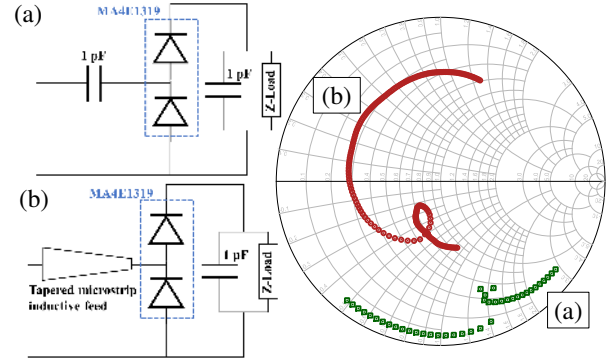 (a)
MA4E1319
1 pF
1 pF
Z-Load
(b)
MA4E1319
1 pF
Z-Load
Tapered microstrip
inductive feed
(b)
(a)